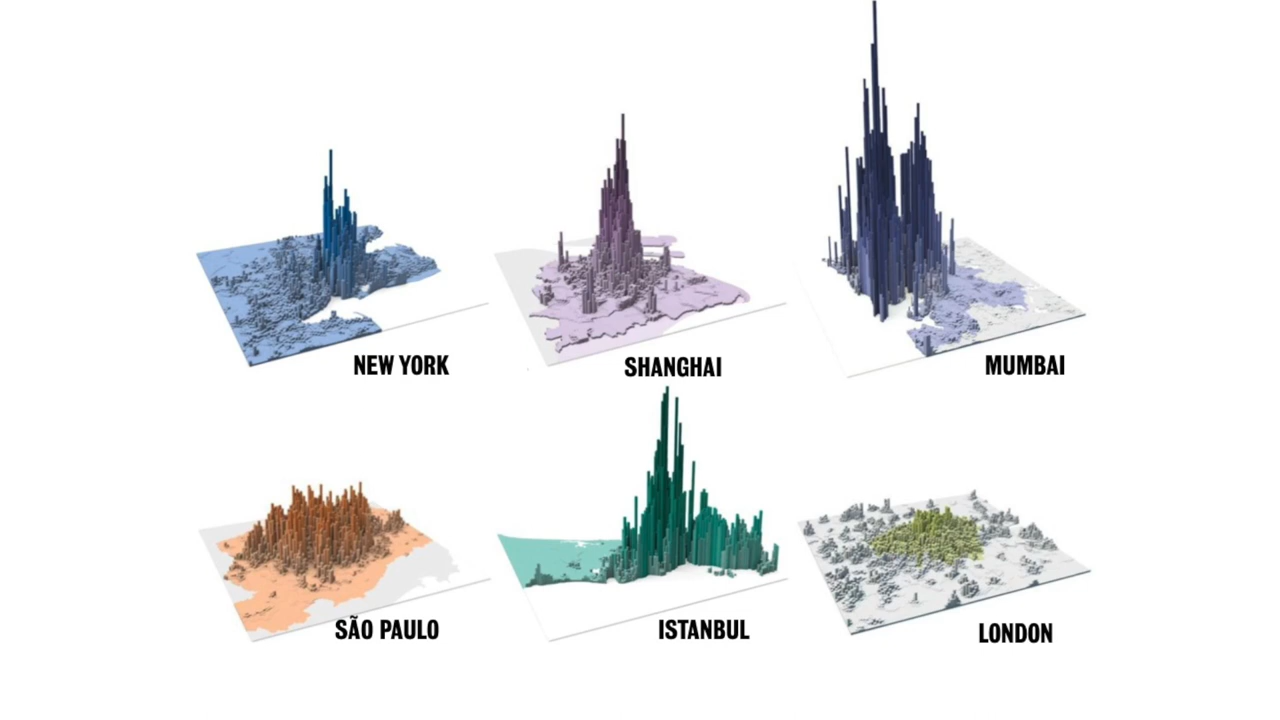 NEW YORK
SHANGHAI
MUMBAI
SÃO PAULO
ISTANBUL
LONDON